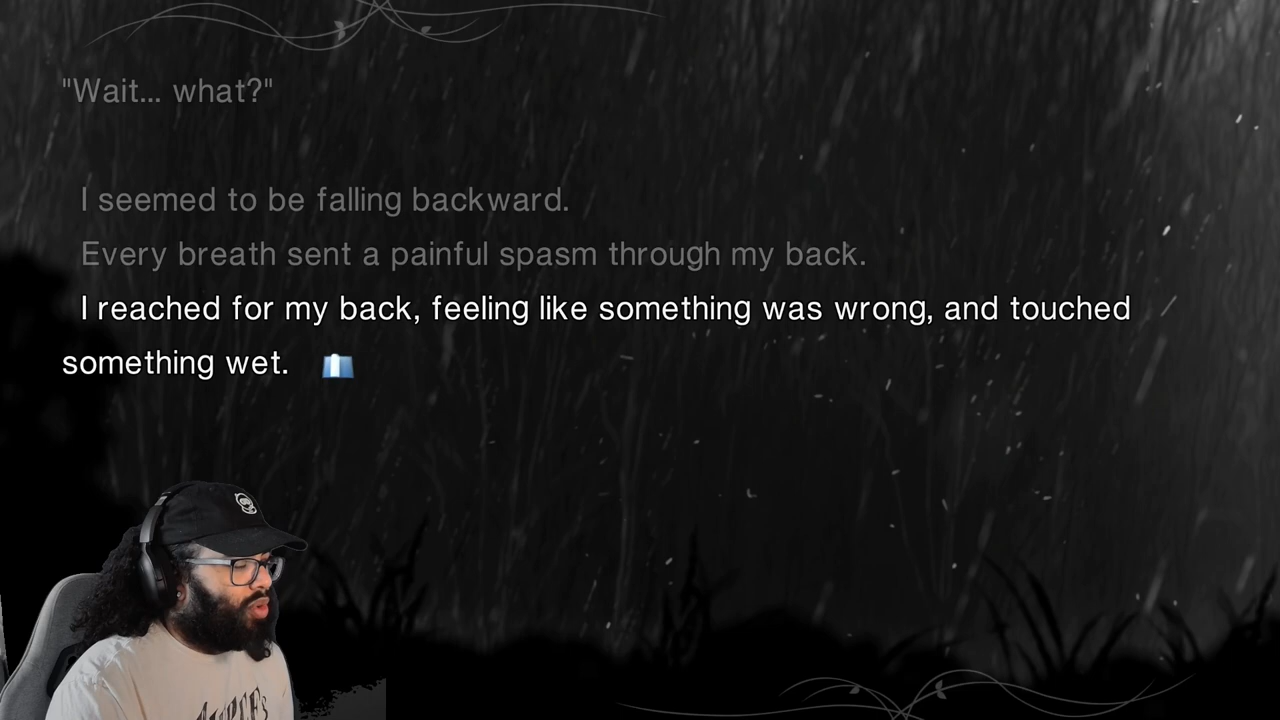 "Wait... what?"
I seemed to be falling backward.
Every breath sent a painful spasm through my back.
I reached for my back, feeling like something was wrong, and touched
something wet.